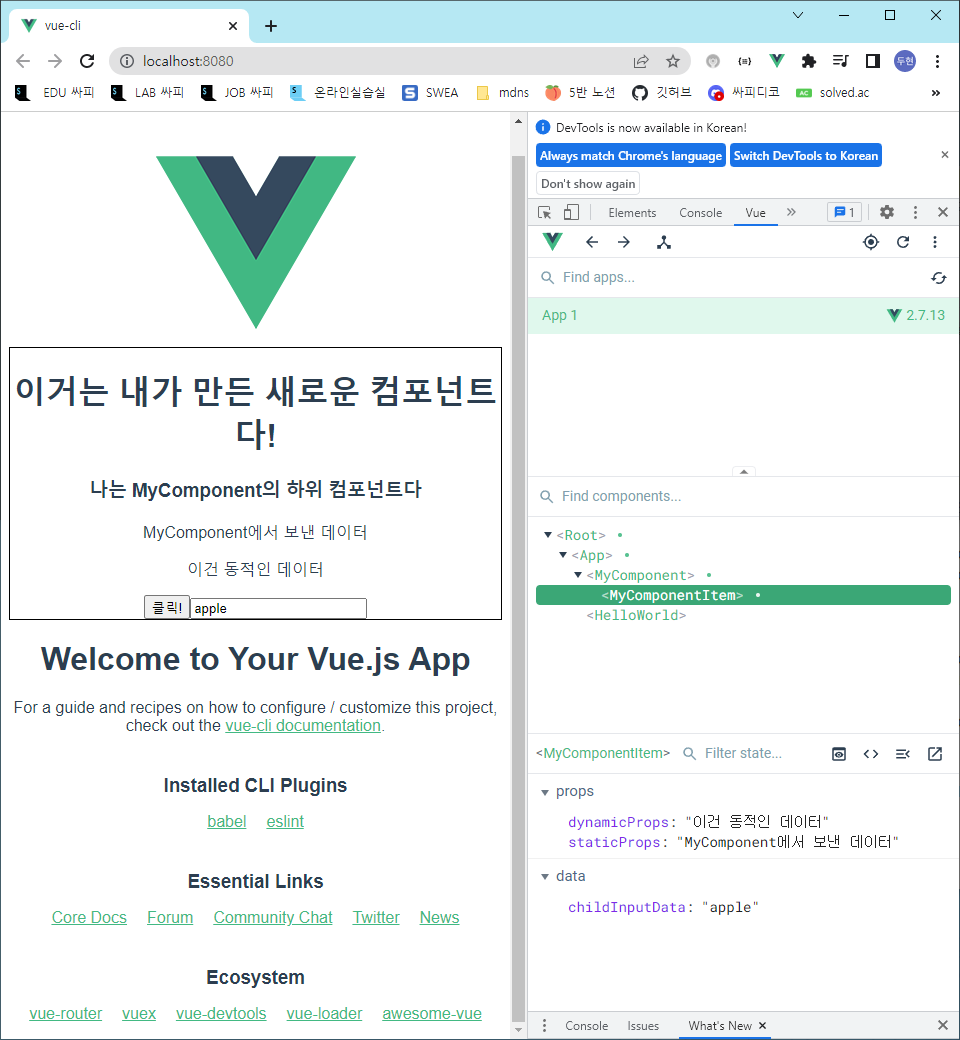 vue-cli
localhost:8080
두현
EDU 싸피
LAB 싸피
JOB 싸피
온라인실습실
SWEA
mdns
5반 노션
깃허브
싸피디코
solved.ac
이거는 내가 만든 새로운 컴포넌트
다!
나는 MyComponent의 하위 컴포넌트다
MyComponent에서 보낸 데이터
이건 동적인 데이터
클릭! apple
Welcome to Your Vue.js App
For a guide and recipes on how to configure / customize this project,
check out the vue-cli documentation.
Installed CLI Plugins
babel eslint
Essential Links
Core Docs Forum Community Chat Twitter News
Ecosystem
vue-router vuex vue-devtools vue-loader awesome-vue
DevTools is now available in Korean!
Always match Chrome's language Switch DevTools to Korean
Don't show again
Elements Console Vue 1
Find apps...
App 1 2.7.13
Find components...
<Root>
<App>
<MyComponent>
<MyComponentItem>
<HelloWorld>
<MyComponentItem> Filter state...
props
dynamicProps: "이건 동적인 데이터"
staticProps: "MyComponent에서 보낸 데이터"
data
childInputData: "apple"
Console Issues What's New